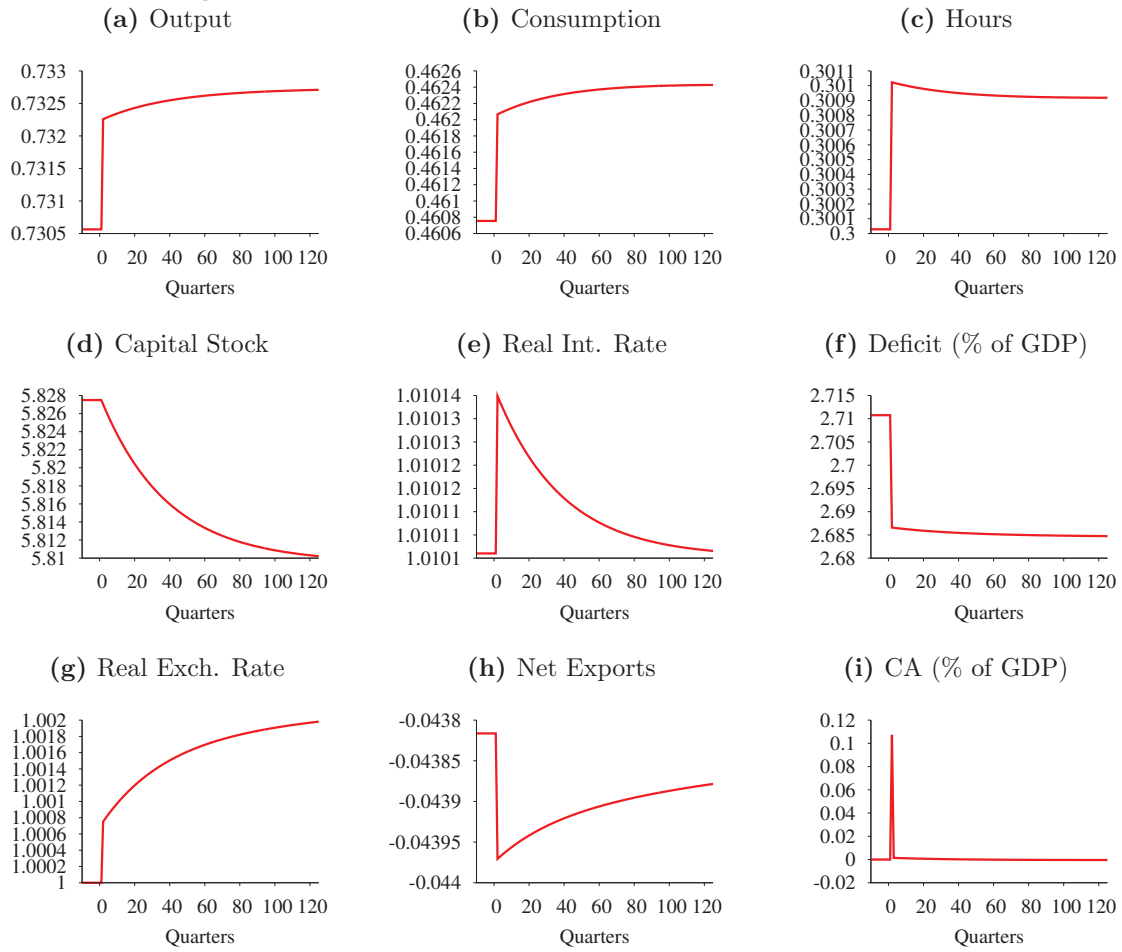 (a) Output
(b) Consumption
(c) Hours
0.733
0.7325
0.732
0.7315
0.731
0.7305
0 20 40 60 80 100 120
Quarters
0.4626
0.4624
0.4622
0.462
0.4618
0.4616
0.4614
0.4612
0.461
0.4608
0.4606
0 20 40 60 80 100 120
Quarters
0.3011
0.301
0.3009
0.3008
0.3007
0.3006
0.3005
0.3004
0.3003
0.3002
0.3001
0.3
0 20 40 60 80 100 120
Quarters
(d) Capital Stock
(e) Real Int. Rate
(f) Deficit (% of GDP)
5.828
5.826
5.824
5.822
5.82
5.818
5.816
5.814
5.812
5.81
0 20 40 60 80 100 120
Quarters
1.01014
1.01013
1.01013
1.01012
1.01012
1.01011
1.01011
1.0101
0 20 40 60 80 100 120
Quarters
2.715
2.71
2.705
2.7
2.695
2.69
2.685
2.68
0 20 40 60 80 100 120
Quarters
(g) Real Exch. Rate
(h) Net Exports
(i) CA (% of GDP)
1.002
1.0018
1.0016
1.0014
1.0012
1.001
1.0008
1.0006
1.0004
1.0002
1
0 20 40 60 80 100 120
Quarters
-0.0438
-0.04385
-0.0439
-0.04395
-0.044
0 20 40 60 80 100 120
Quarters
0.12
0.1
0.08
0.06
0.04
0.02
0
-0.02
0 20 40 60 80 100 120
Quarters